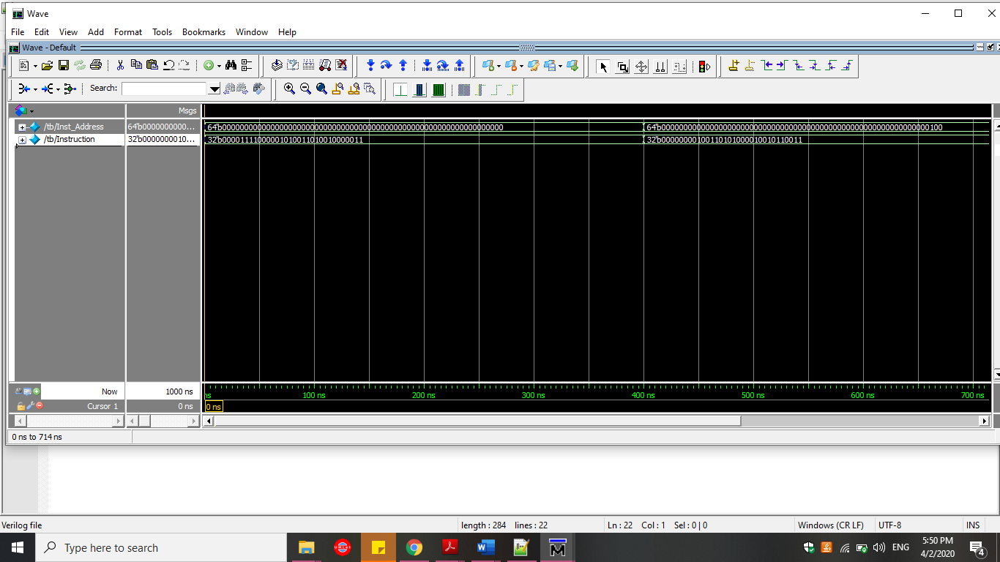 Wave
File Edit View Add Format Tools Bookmarks Window Help
Wave - Default
Search:
Msgs
/tb/Inst_Address 64'b0000000000... 64'b0000000000000000000000000000000000000000000000000000000000000000 64'b0000000000000000000000000000000000000000000000000000000000000100
/tb/Instruction 32'b0000000010... 32'b00001111000001010011010010000011 32'b00000000100110101000010010110011
Now 1000 ns ns 100 ns 200 ns 300 ns 400 ns 500 ns 600 ns 700 ns
Cursor 1 0 ns 0 ns
0 ns to 714 ns
Verilog file length : 284 lines : 22 Ln : 22 Col : 1 Sel : 0 | 0 Windows (CR LF) UTF-8 INS
Type here to search ENG 5:50 PM
4/2/2020 4